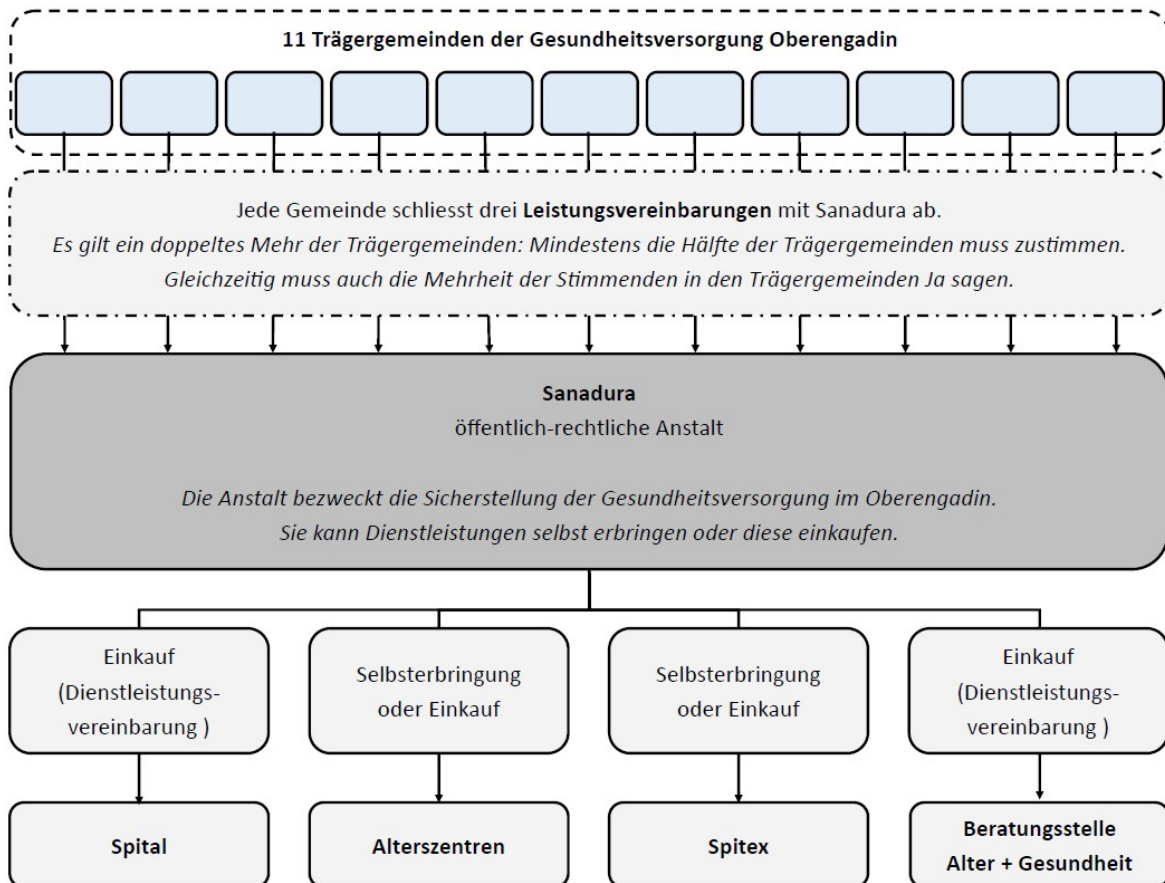 11 Trägergemeinden der Gesundheitsversorgung Oberengadin
Jede Gemeinde schliesst drei Leistungsvereinbarungen mit Sanadura ab.
Es gilt ein doppeltes Mehr der Trägergemeinden: Mindestens die Hälfte der Trägergemeinden muss zustimmen.
Gleichzeitig muss auch die Mehrheit der Stimmenden in den Trägergemeinden Ja sagen.
Sanadura
öffentlich-rechtliche Anstalt
Die Anstalt bezweckt die Sicherstellung der Gesundheitsversorgung im Oberengadin.
Sie kann Dienstleistungen selbst erbringen oder diese einkaufen.
Einkauf
(Dienstleistungs-
vereinbarung )
Selbsterbringung
oder Einkauf
Selbsterbringung
oder Einkauf
Einkauf
(Dienstleistungs-
vereinbarung )
Spital
Alterszentren
Spitex
Beratungsstelle
Alter + Gesundheit